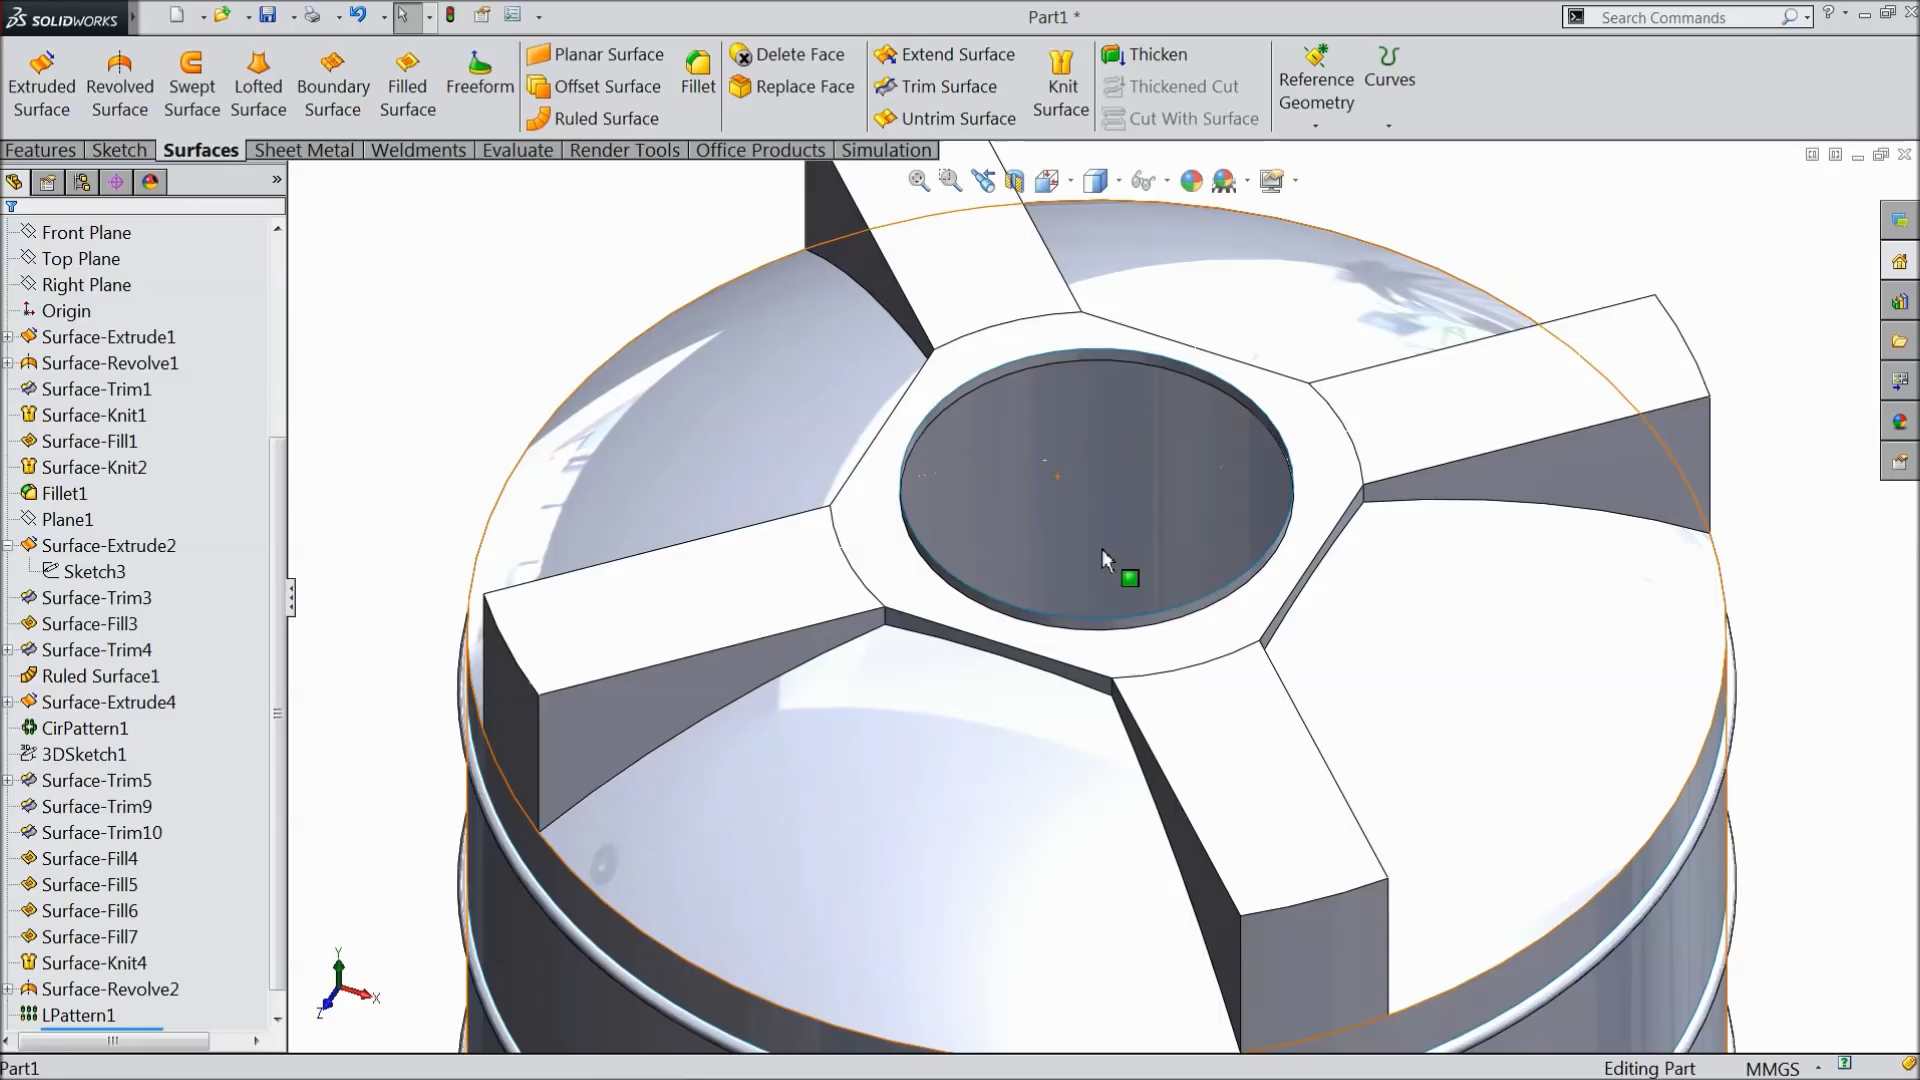 SOLIDWORKS
Part1 *
Search Commands
Extruded Surface
Revolved Surface
Swept Surface
Lofted Surface
Boundary Surface
Filled Surface
Freeform
Planar Surface
Offset Surface
Ruled Surface
Fillet
Delete Face
Replace Face
Extend Surface
Trim Surface
Untrim Surface
Knit Surface
Thicken
Thickened Cut
Cut With Surface
Reference Geometry
Curves
Features
Sketch
Surfaces
Sheet Metal
Weldments
Evaluate
Render Tools
Office Products
Simulation
Front Plane
Top Plane
Right Plane
Origin
Surface-Extrude1
Surface-Revolve1
Surface-Trim1
Surface-Knit1
Surface-Fill1
Surface-Knit2
Fillet1
Plane1
Surface-Extrude2
Sketch3
Surface-Trim3
Surface-Fill3
Surface-Trim4
Ruled Surface1
Surface-Extrude4
CirPattern1
3DSketch1
Surface-Trim5
Surface-Trim9
Surface-Trim10
Surface-Fill4
Surface-Fill5
Surface-Fill6
Surface-Fill7
Surface-Knit4
Surface-Revolve2
LPattern1
Y
X
Z
Part1
Editing Part
MMGS